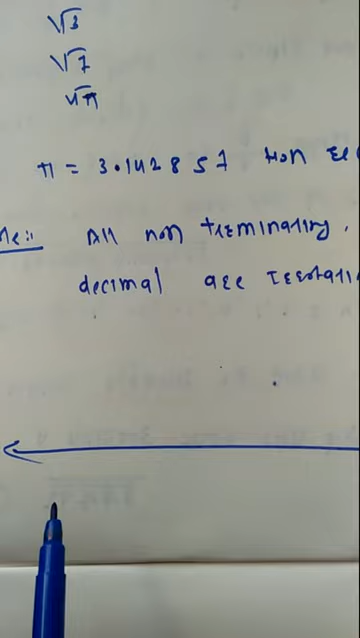 √3
√7
√π
π = 3.142857 Non
All non terminating,
decimal are